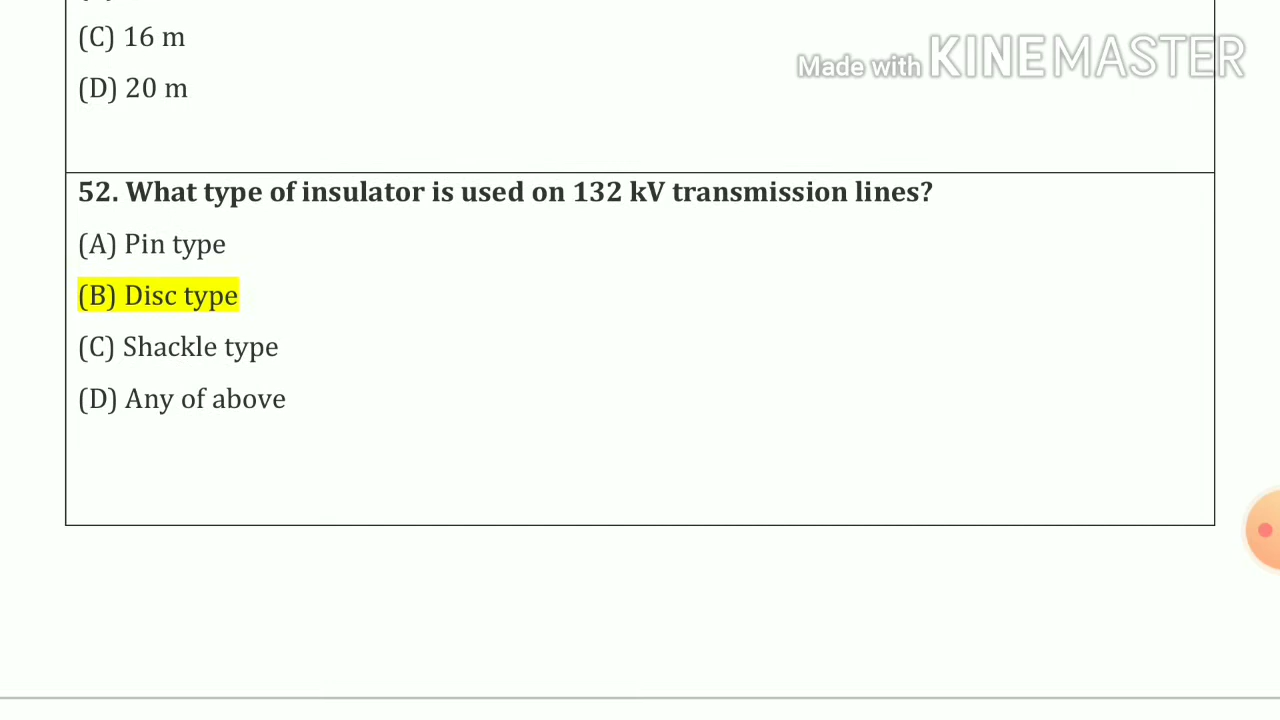 (C) 16 m
Made with KINEMASTER
(D) 20 m
52. What type of insulator is used on 132 kV transmission lines?
(A) Pin type
(B) Disc type
(C) Shackle type
(D) Any of above